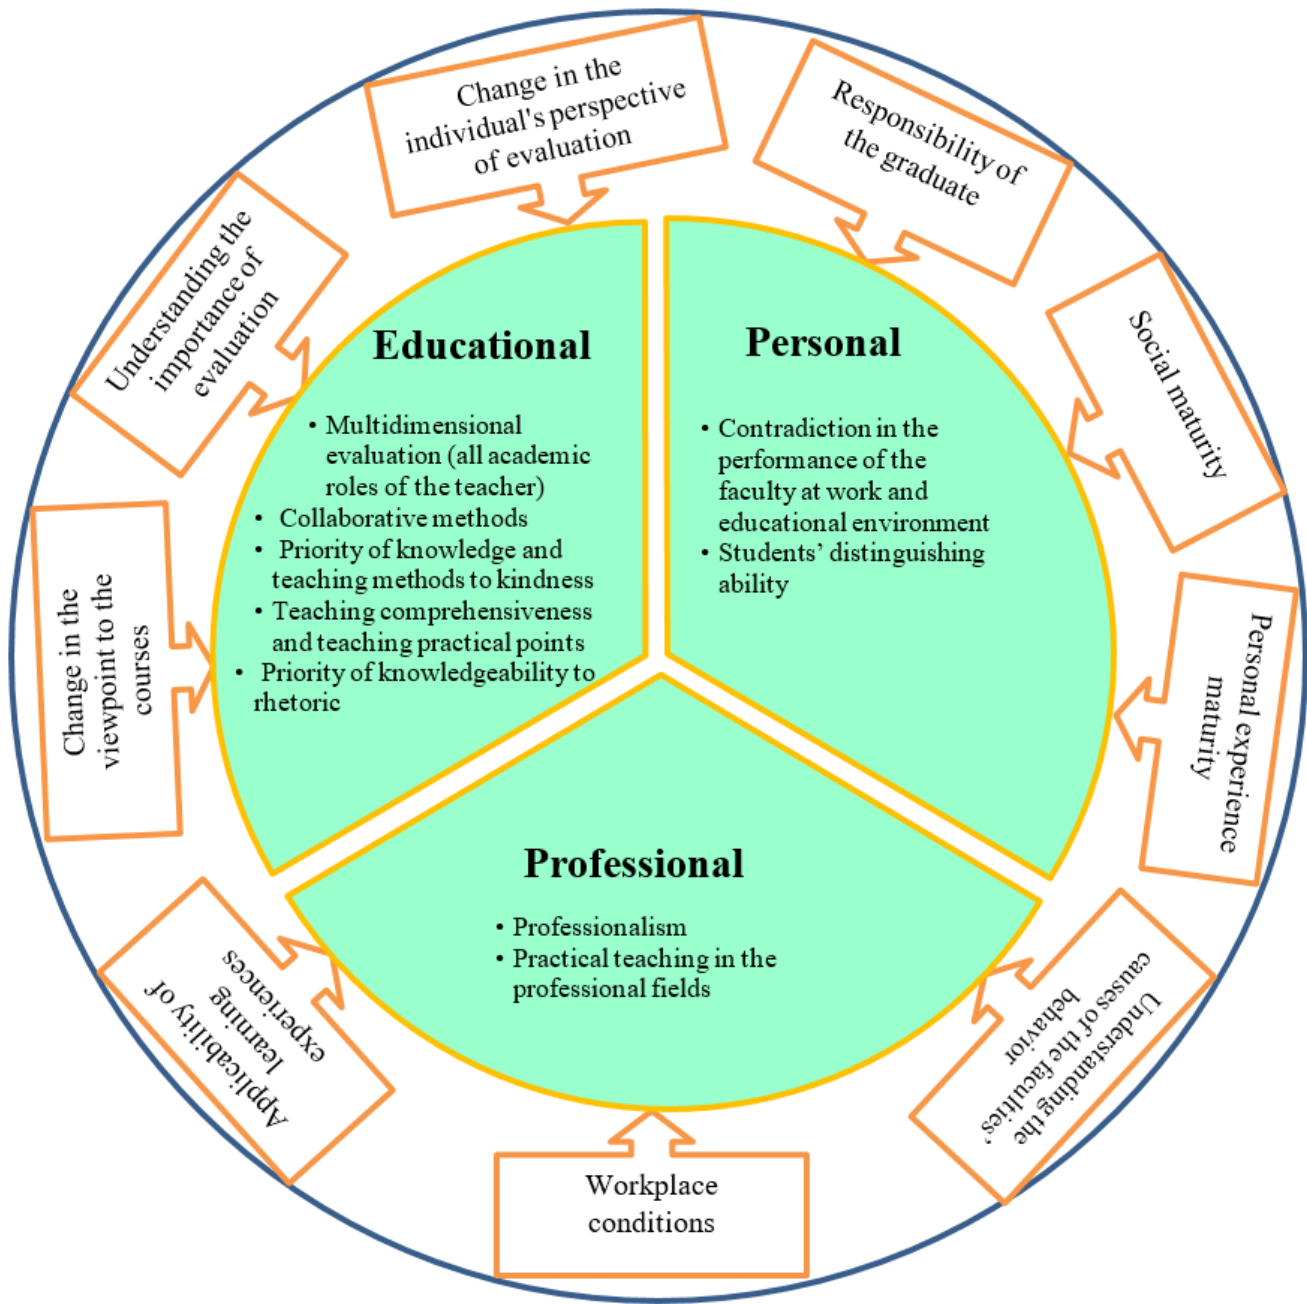 Change in the
individual's perspective
of evaluation
Responsibility of
the graduate
Social maturity
Personal experience
maturity
Understanding the
causes of the faculties’
behavior
Workplace
conditions
Applicability of
learning
experiences
Change in the
viewpoint to the
courses
Understanding the
importance of
evaluation
Educational
• Multidimensional
evaluation (all academic
roles of the teacher)
• Collaborative methods
• Priority of knowledge and
teaching methods to kindness
• Teaching comprehensiveness
and teaching practical points
• Priority of knowledgeability to
rhetoric
Personal
• Contradiction in the
performance of the
faculty at work and
educational environment
• Students’ distinguishing
ability
Professional
• Professionalism
• Practical teaching in the
professional fields